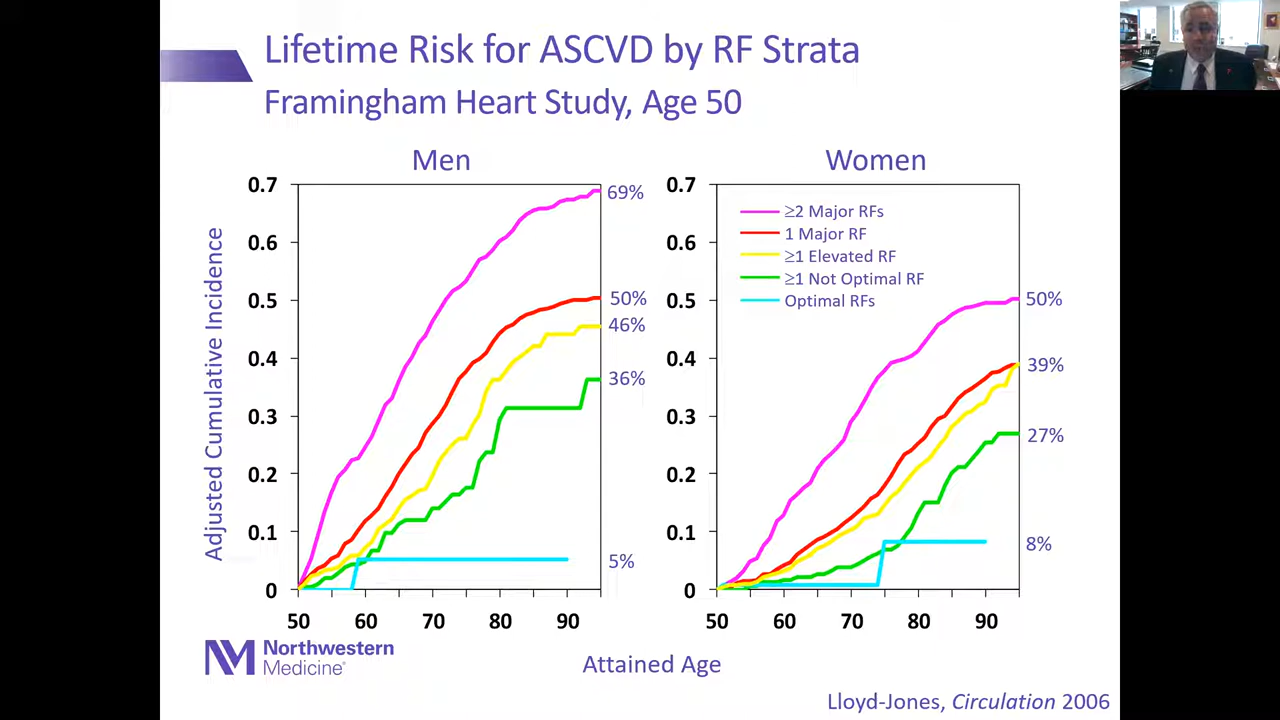 Lifetime Risk for ASCVD by RF Strata
Framingham Heart Study, Age 50
Men
Women
Adjusted Cumulative Incidence
0.7
0.6
0.5
0.4
0.3
0.2
0.1
0
50 60 70 80 90
69%
50%
46%
36%
5%
0.7
0.6
0.5
0.4
0.3
0.2
0.1
0
50 60 70 80 90
≥2 Major RFs
1 Major RF
≥1 Elevated RF
≥1 Not Optimal RF
Optimal RFs
50%
39%
27%
8%
Attained Age
NM Northwestern
Medicine®
Lloyd-Jones, Circulation 2006